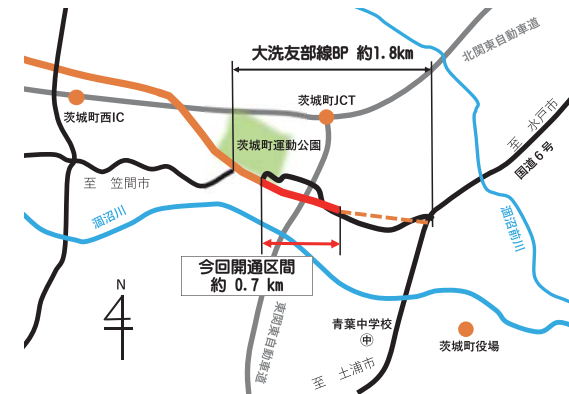 大洗友部線BP 約1.8km
北関東自動車道
茨城町西IC
茨城町JCT
至 水戸市
国道6号
茨城町運動公園
至 笠間市
涸沼川
涸沼前川
今回開通区間
約 0.7 km
N
東関東自動車道
青葉中学校
中
茨城町役場
至 土浦市